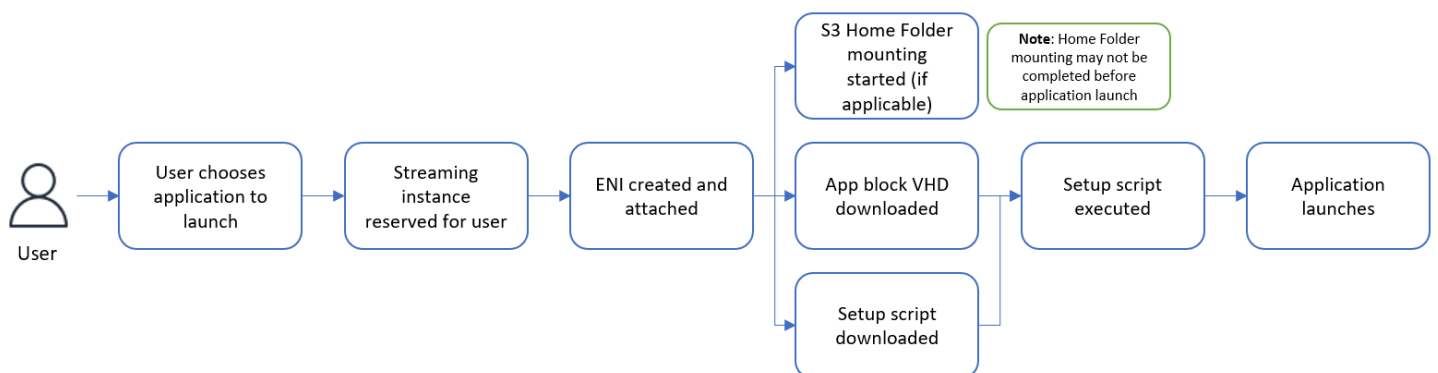 User
User chooses
application to
launch
Streaming
instance
reserved for user
ENI created and
attached
S3 Home Folder
mounting
started (if
applicable)
Note: Home Folder
mounting may not be
completed before
application launch
App block VHD
downloaded
Setup script
downloaded
Setup script
executed
Application
launches